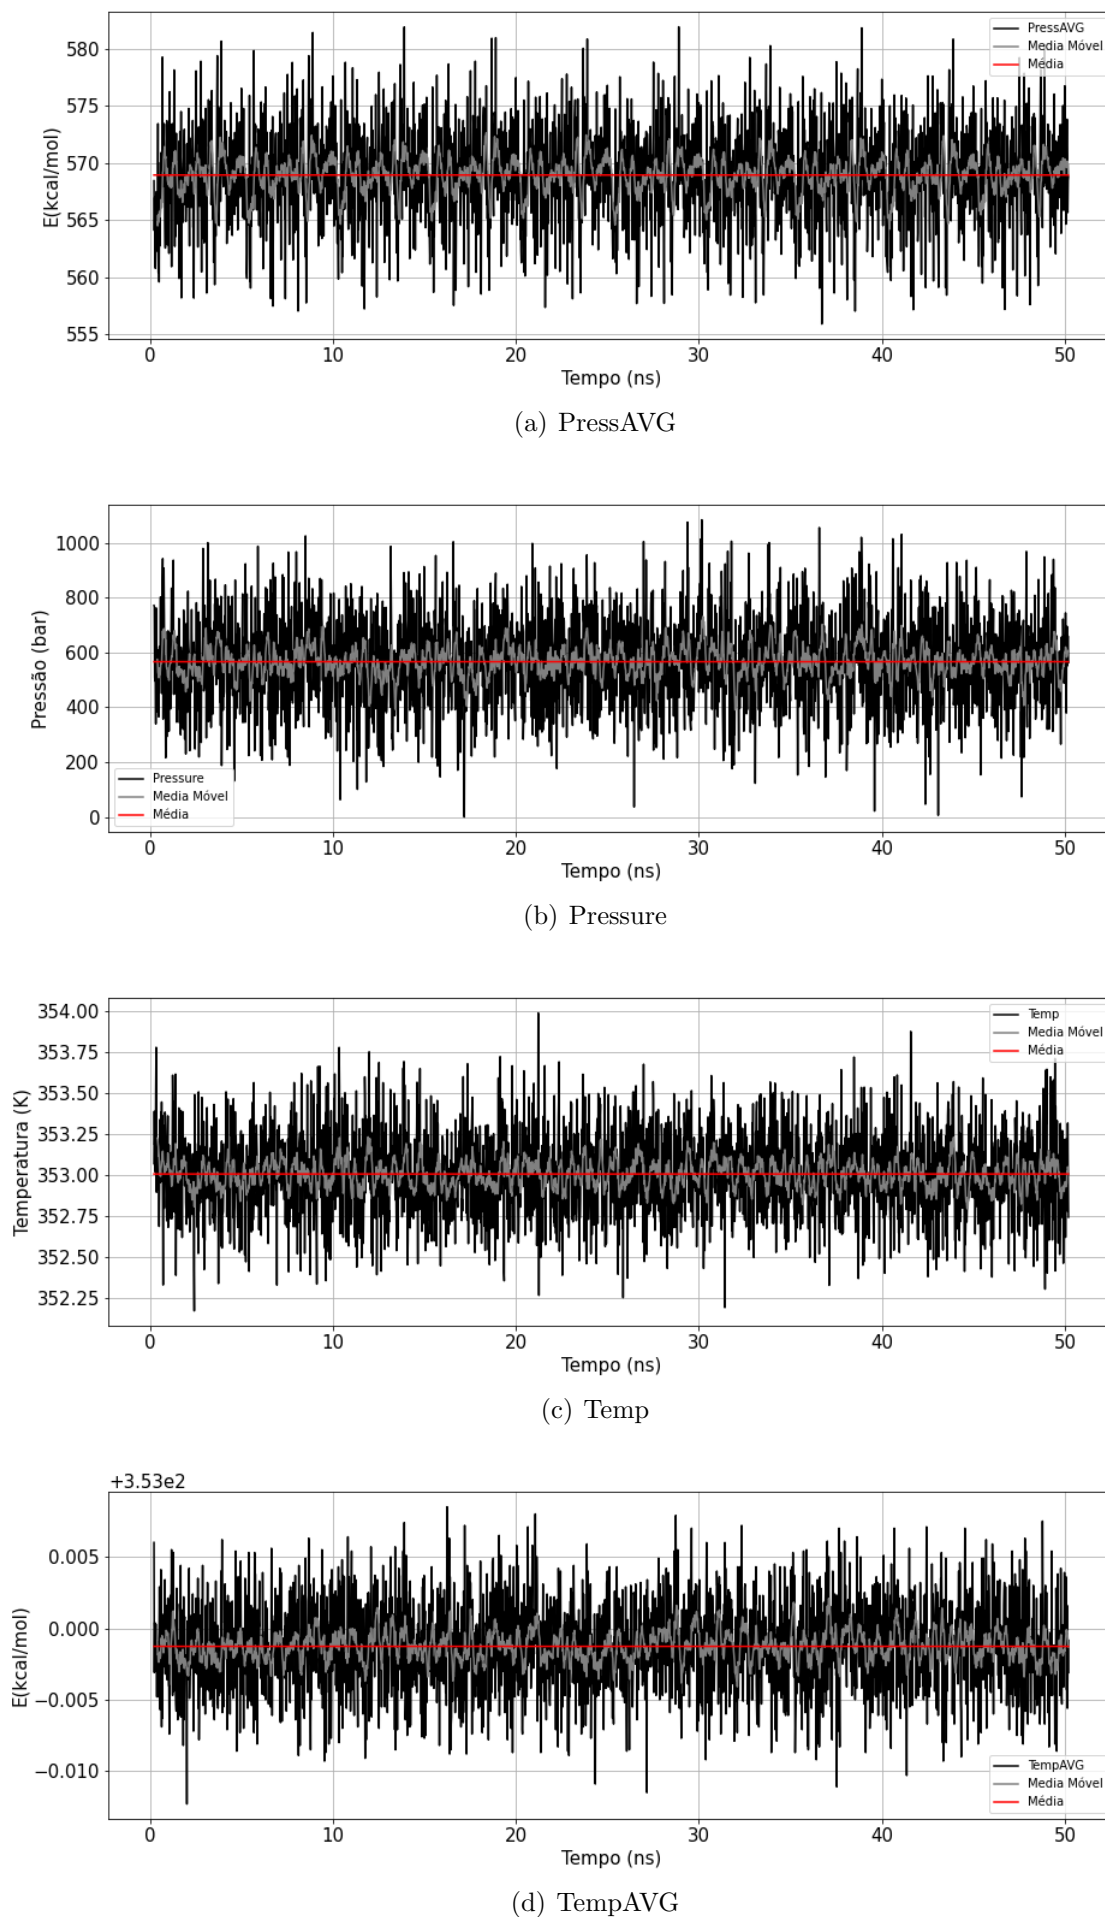 580
575
570
565
560
555
E(kcal/mol)
PressAVG
Media Móvel
Média
0 10 20 30 40 50
Tempo (ns)
(a) PressAVG
1000
800
600
400
200
0
Pressão (bar)
Pressure
Media Móvel
Média
0 10 20 30 40 50
Tempo (ns)
(b) Pressure
354.00
353.75
353.50
353.25
353.00
352.75
352.50
352.25
Temperatura (K)
Temp
Media Móvel
Média
0 10 20 30 40 50
Tempo (ns)
(c) Temp
+3.53e2
0.005
0.000
−0.005
−0.010
E(kcal/mol)
TempAVG
Media Móvel
Média
0 10 20 30 40 50
Tempo (ns)
(d) TempAVG